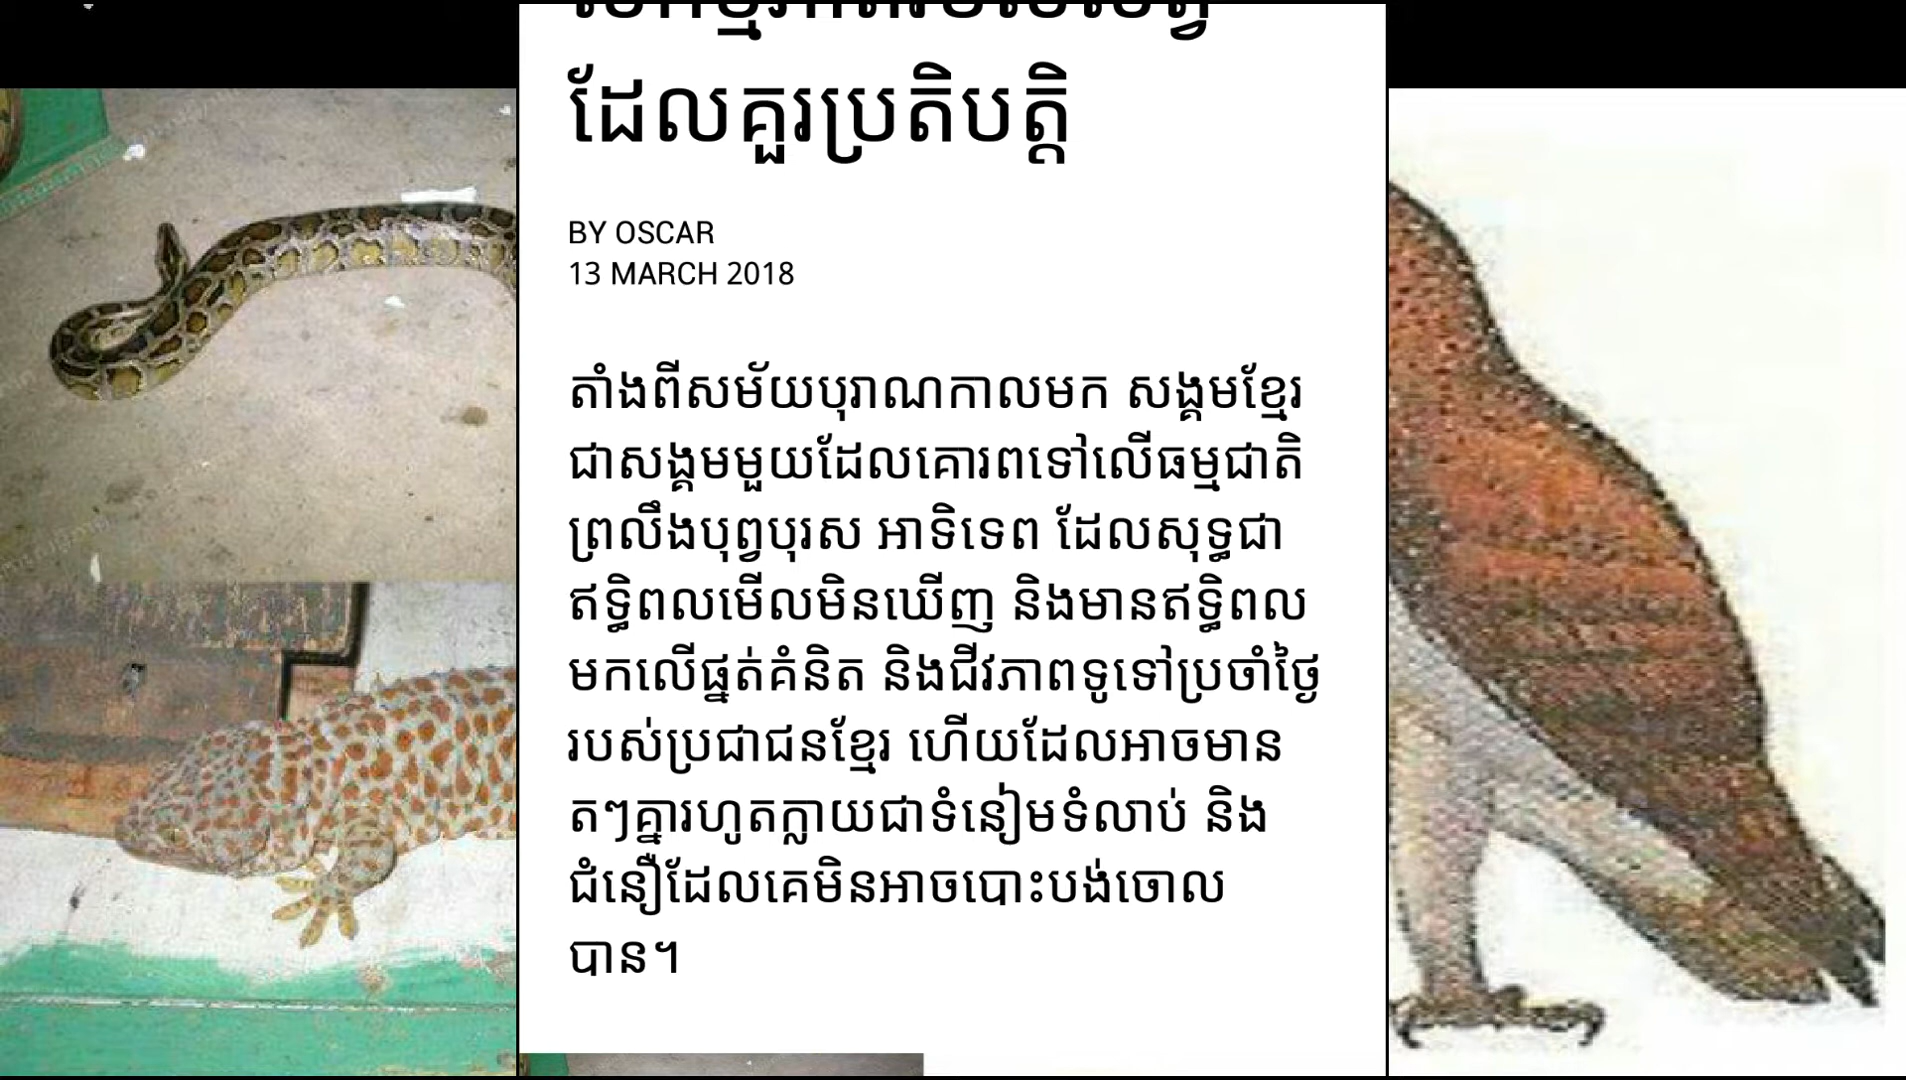 ដែលគួរប្រតិបត្តិ
BY OSCAR
13 MARCH 2018
តាំងពីសម័យបុរាណកាលមក សង្គមខ្មែរ
ជាសង្គមមួយដែលគោរពទៅលើធម្មជាតិ
ព្រលឹងបុព្វបុរស អាទិទេព ដែលសុទ្ធជា
ឥទ្ធិពលមើលមិនឃើញ និងមានឥទ្ធិពល
មកលើផ្នត់គំនិត និងជីវភាពទូទៅប្រចាំថ្ងៃ
របស់ប្រជាជនខ្មែរ ហើយដែលអាចមាន
តៗគ្នារហូតក្លាយជាទំនៀមទំលាប់ និង
ជំនឿដែលគេមិនអាចបោះបង់ចោល
បាន។